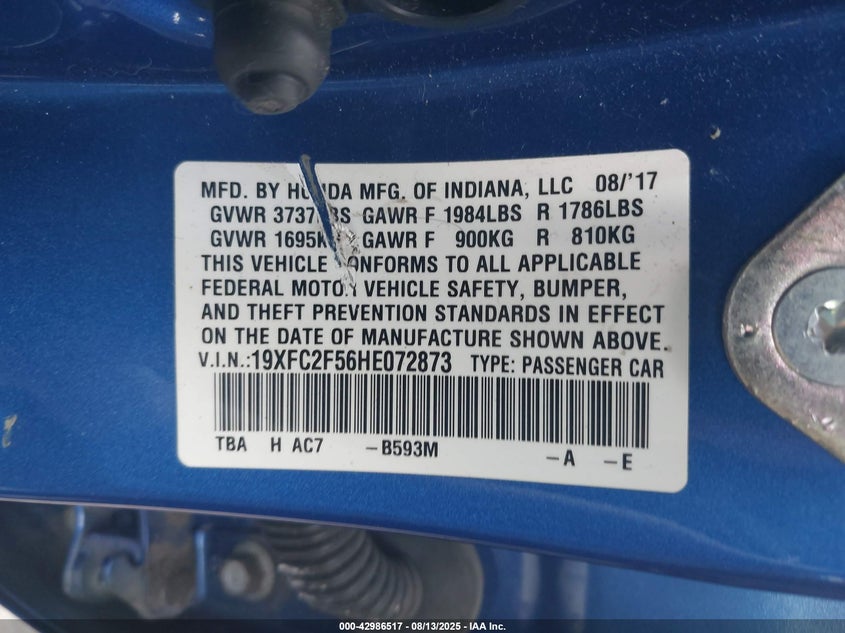 MFD. BY HONDA MFG. OF INDIANA, LLC 08/'17
GVWR 3737LBS GAWR F 1984LBS R 1786LBS
GVWR 1695KG GAWR F 900KG R 810KG
THIS VEHICLE CONFORMS TO ALL APPLICABLE
FEDERAL MOTOR VEHICLE SAFETY, BUMPER,
AND THEFT PREVENTION STANDARDS IN EFFECT
ON THE DATE OF MANUFACTURE SHOWN ABOVE.
V.I.N.:19XFC2F56HE072873 TYPE: PASSENGER CAR
TBA H AC7 -B593M -A -E
000-42986517 - 08/13/2025 - IAA Inc.